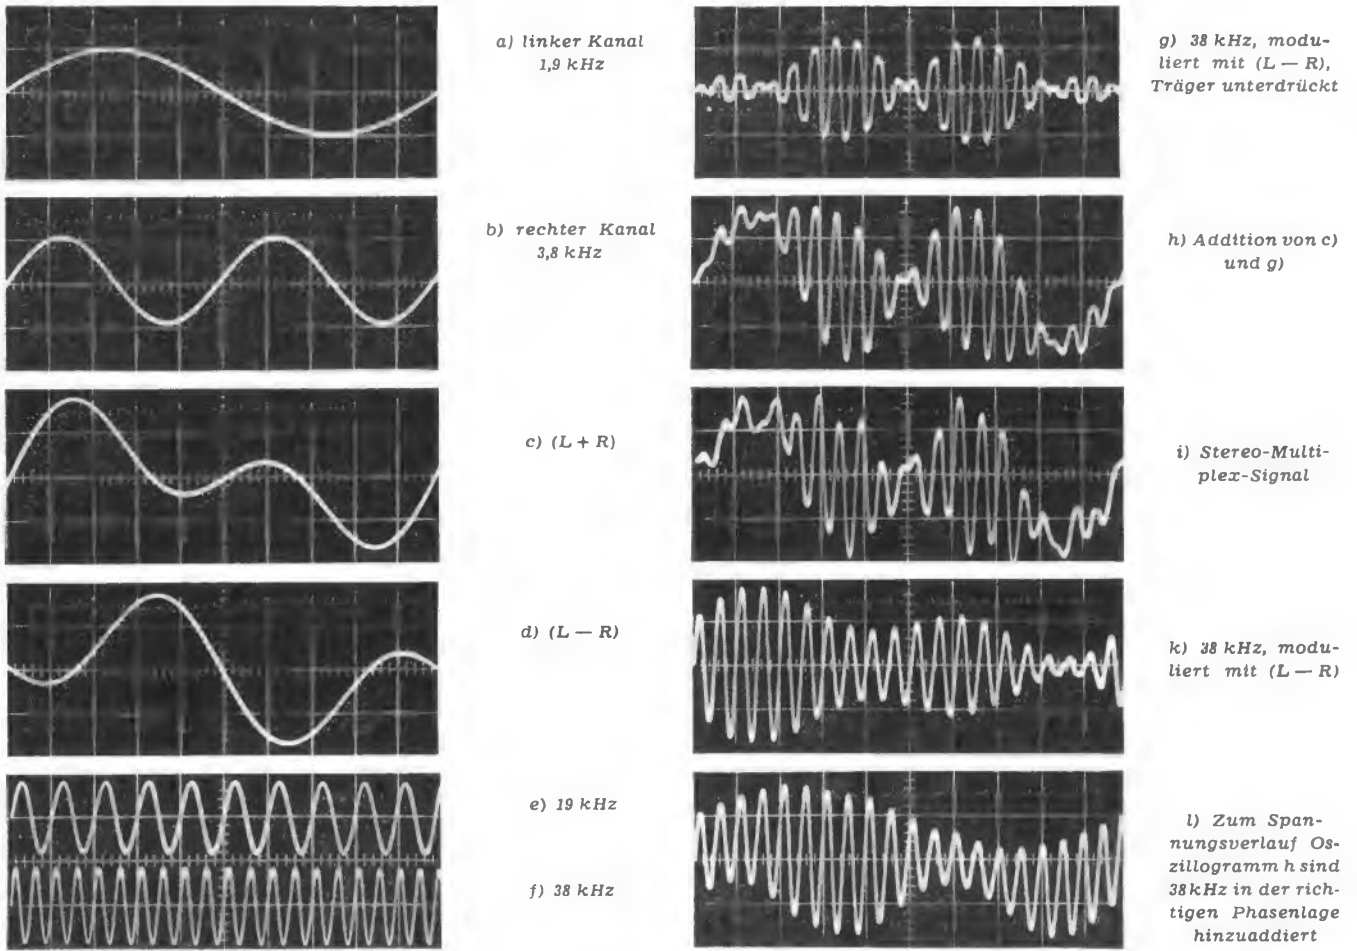 a) linker Kanal
1,9 kHz
b) rechter Kanal
3,8 kHz
c) (L + R)
d) (L — R)
e) 19 kHz
f) 38 kHz
g) 38 kHz, modu-
liert mit (L — R),
Träger unterdrückt
h) Addition von c)
und g)
i) Stereo-Multi-
plex-Signal
k) 38 kHz, modu-
liert mit (L — R)
l) Zum Span-
nungsverlauf Os-
zillogramm h sind
38 kHz in der rich-
tigen Phasenlage
hinzuaddiert